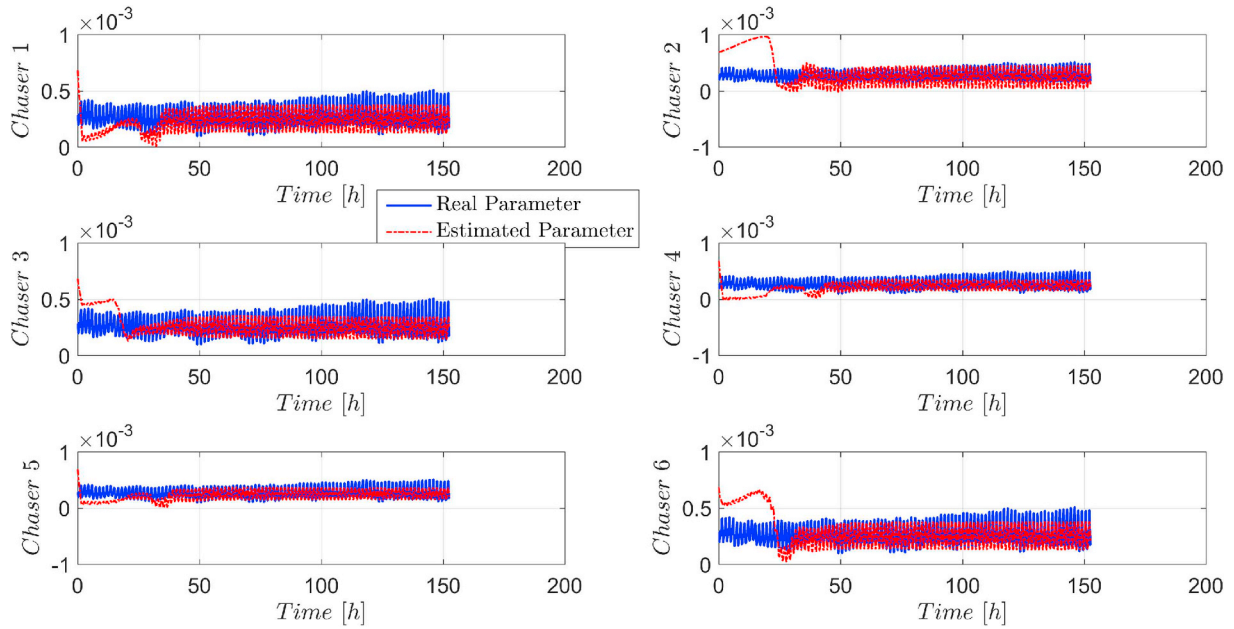 ×10-3
1
0.5
0
Chaser 1
0 50 100 150 200
Time [h]
×10-3
1
0
-1
Chaser 2
0 50 100 150 200
Time [h]
Real Parameter
Estimated Parameter
×10-3
1
0.5
0
Chaser 3
0 50 100 150 200
Time [h]
×10-3
1
0
-1
Chaser 4
0 50 100 150 200
Time [h]
×10-3
1
0
-1
Chaser 5
0 50 100 150 200
Time [h]
×10-3
1
0.5
0
Chaser 6
0 50 100 150 200
Time [h]